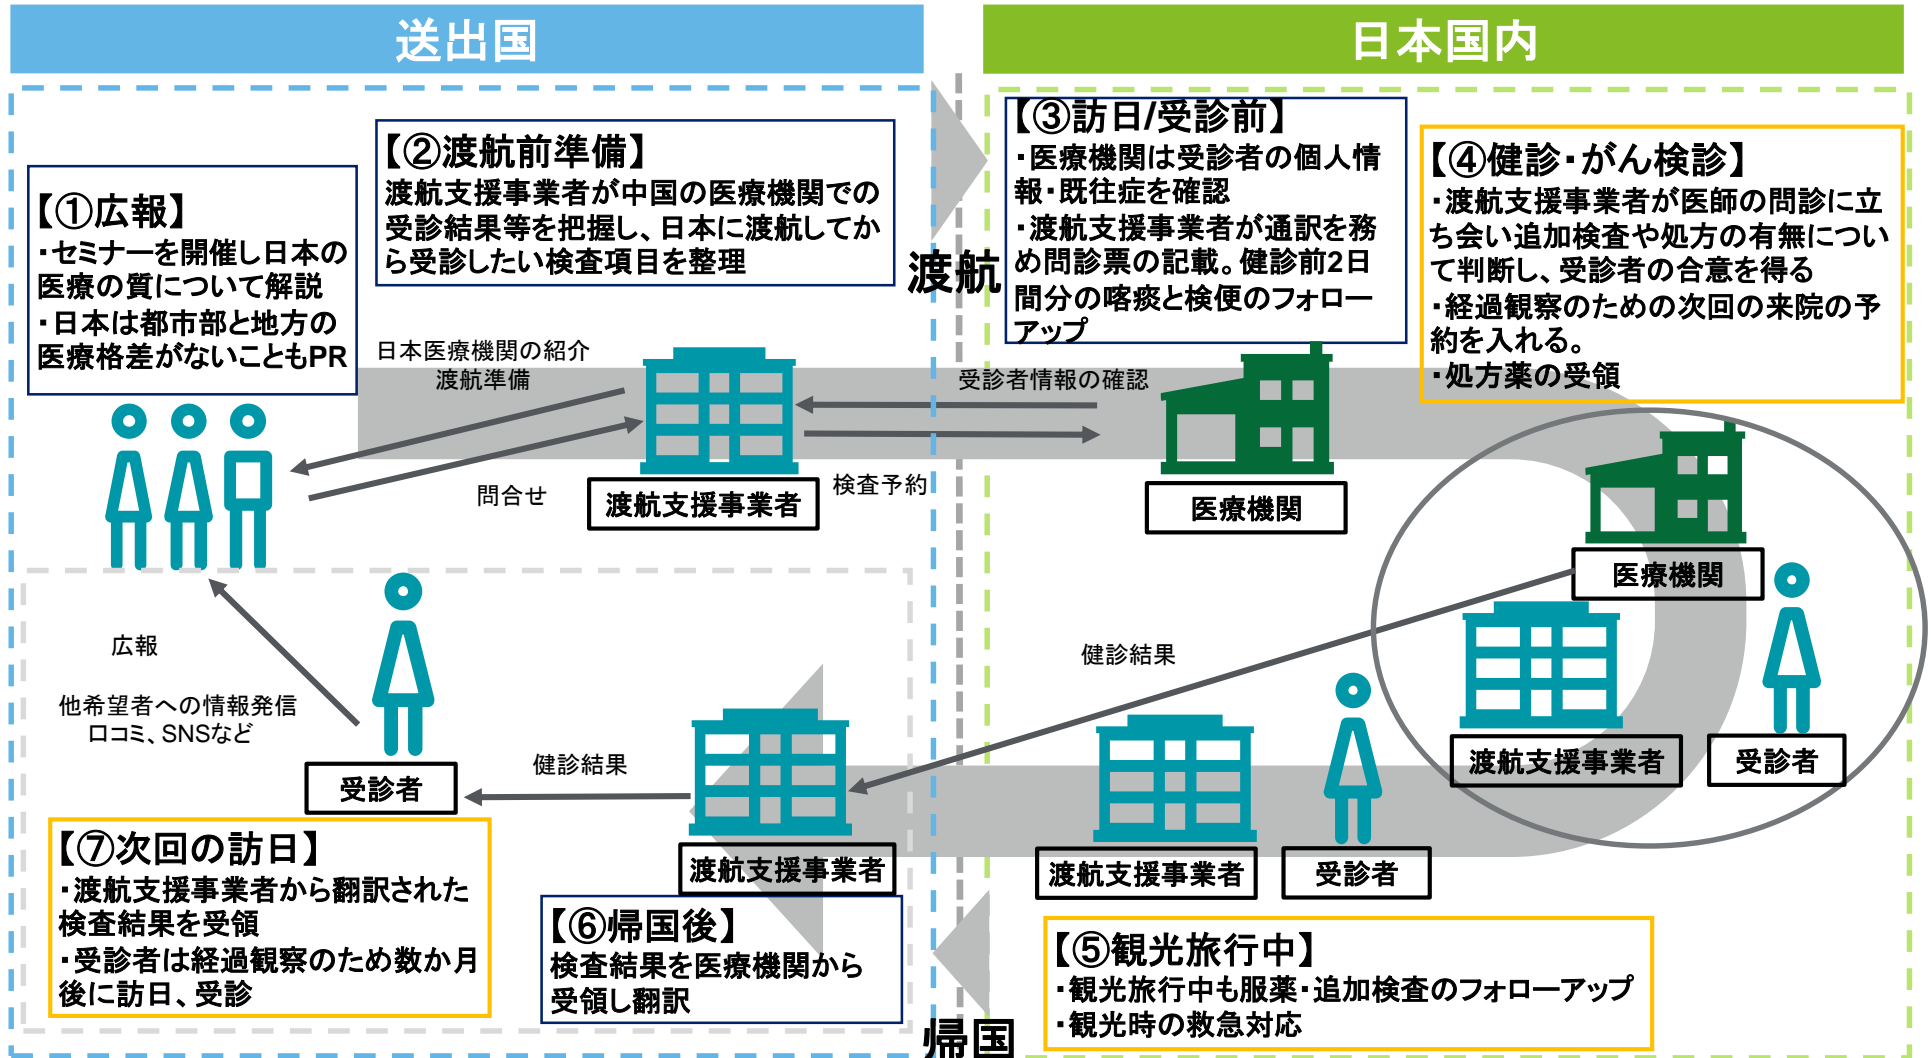 送出国
日本国内
【①広報】
・セミナーを開催し日本の
医療の質について解説
・日本は都市部と地方の
医療格差がないこともPR
【②渡航前準備】
渡航支援事業者が中国の医療機関での
受診結果等を把握し、日本に渡航してか
ら受診したい検査項目を整理
渡航
【③訪日/受診前】
・医療機関は受診者の個人情
報・既往症を確認
・渡航支援事業者が通訳を務
め問診票の記載。健診前2日
間分の喀痰と検便のフォロー
アップ
【④健診・がん検診】
・渡航支援事業者が医師の問診に立
ち会い追加検査や処方の有無につい
て判断し、受診者の合意を得る
・経過観察のための次回の来院の予
約を入れる。
・処方薬の受領
日本医療機関の紹介
渡航準備
問合せ
渡航支援事業者
受診者情報の確認
検査予約
医療機関
医療機関
渡航支援事業者
受診者
健診結果
渡航支援事業者
受診者
【⑤観光旅行中】
・観光旅行中も服薬・追加検査のフォローアップ
・観光時の救急対応
帰国
渡航支援事業者
【⑥帰国後】
検査結果を医療機関から
受領し翻訳
健診結果
受診者
広報
他希望者への情報発信
口コミ、SNSなど
【⑦次回の訪日】
・渡航支援事業者から翻訳された
検査結果を受領
・受診者は経過観察のため数か月
後に訪日、受診